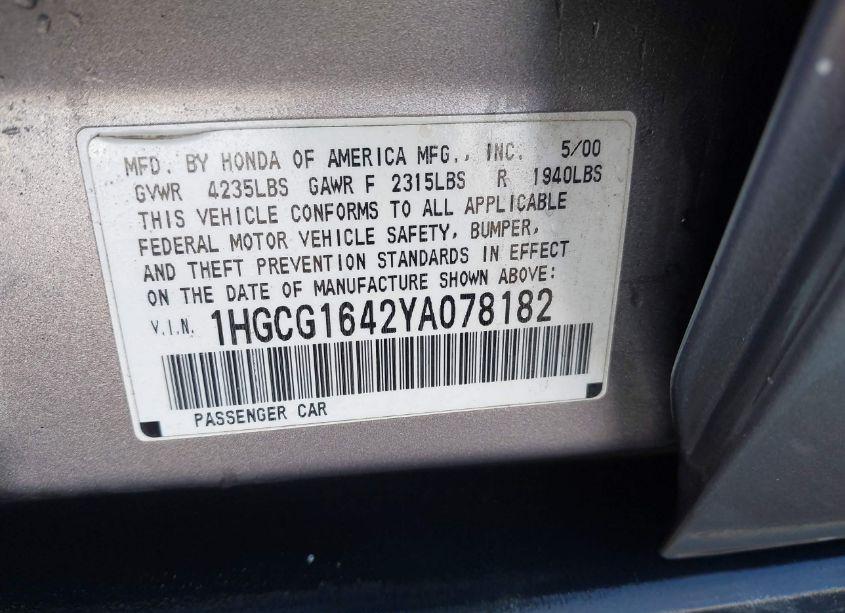 MFD. BY HONDA OF AMERICA MFG., INC. 5/00
GVWR 4235LBS GAWR F 2315LBS R 1940LBS
THIS VEHICLE CONFORMS TO ALL APPLICABLE
FEDERAL MOTOR VEHICLE SAFETY, BUMPER,
AND THEFT PREVENTION STANDARDS IN EFFECT
ON THE DATE OF MANUFACTURE SHOWN ABOVE:
V.I.N. 1HGCG1642YA078182
PASSENGER CAR